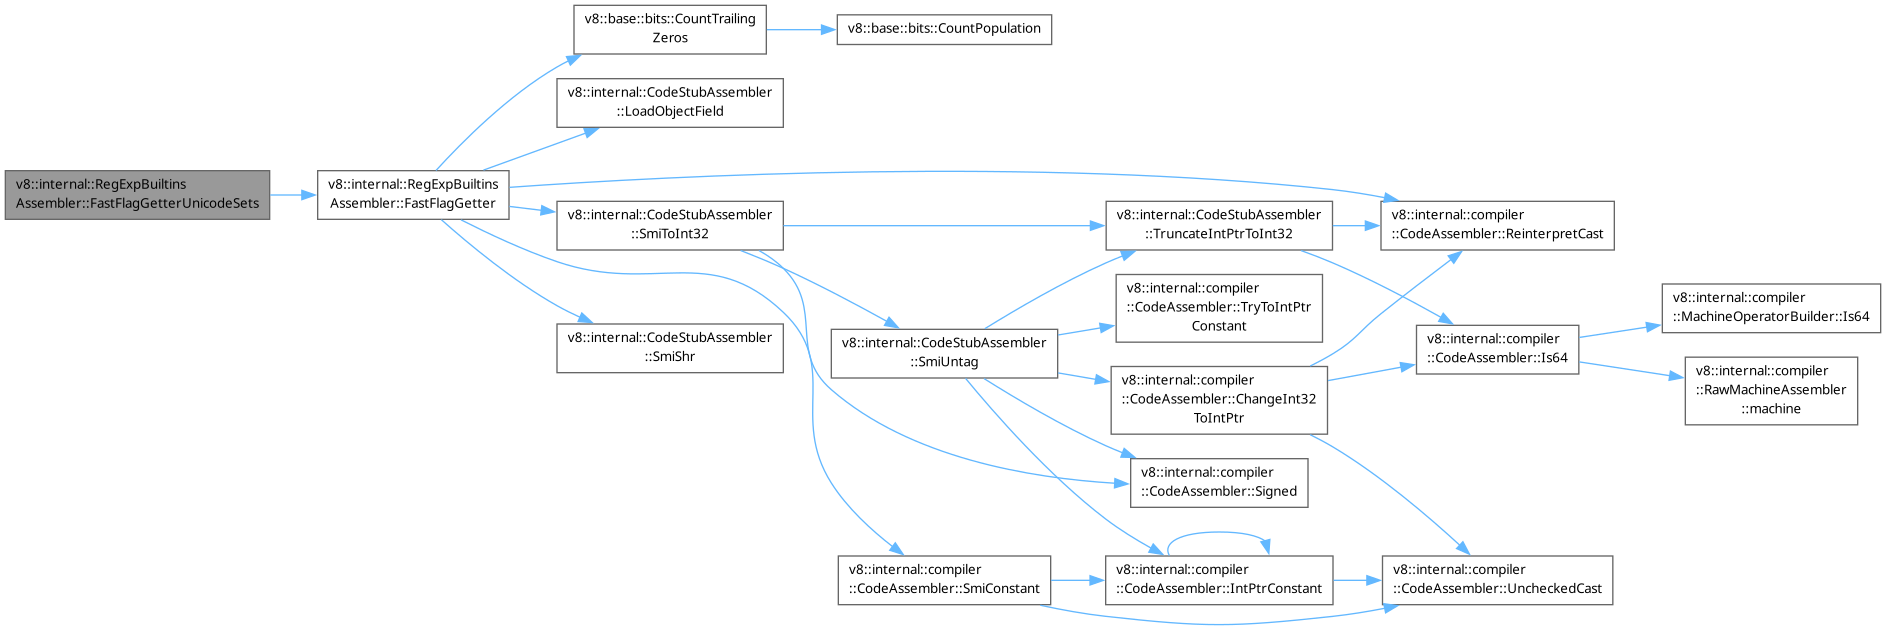 v8::base::bits::CountTrailing
Zeros
v8::base::bits::CountPopulation
v8::internal::CodeStubAssembler
::LoadObjectField
v8::internal::RegExpBuiltins
Assembler::FastFlagGetterUnicodeSets
v8::internal::RegExpBuiltins
Assembler::FastFlagGetter
v8::internal::CodeStubAssembler
::SmiToInt32
v8::internal::CodeStubAssembler
::TruncateIntPtrToInt32
v8::internal::compiler
::CodeAssembler::ReinterpretCast
v8::internal::compiler
::CodeAssembler::TryToIntPtr
Constant
v8::internal::compiler
::MachineOperatorBuilder::Is64
v8::internal::CodeStubAssembler
::SmiShr
v8::internal::CodeStubAssembler
::SmiUntag
v8::internal::compiler
::CodeAssembler::Is64
v8::internal::compiler
::CodeAssembler::ChangeInt32
ToIntPtr
v8::internal::compiler
::RawMachineAssembler
::machine
v8::internal::compiler
::CodeAssembler::Signed
v8::internal::compiler
::CodeAssembler::SmiConstant
v8::internal::compiler
::CodeAssembler::IntPtrConstant
v8::internal::compiler
::CodeAssembler::UncheckedCast